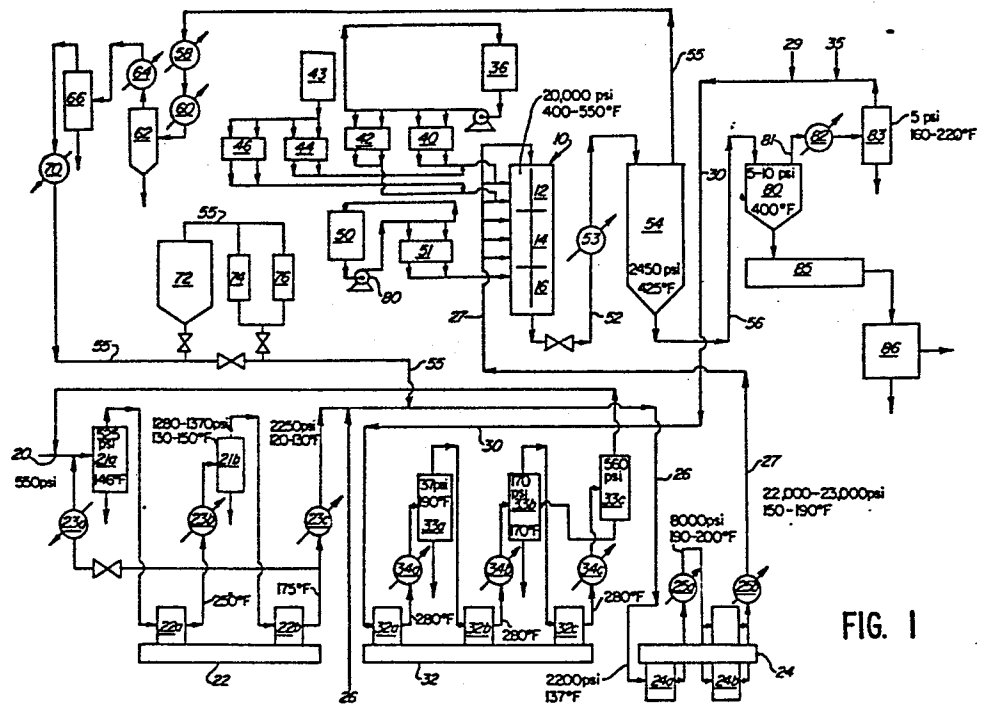 55
29
35
58
64
66
60
62
70
43
36
20,000 psi
400-550°F
10
46
44
42
40
12
14
16
50
51
80
27
53
52
54
2450 psi
425°F
55
56
30
81
82
83
5 psi
160-220°F
5-10 psi
80
400°F
85
86
55
72
74
76
55
55
20
550psi
525
psi
21a
146°F
1280-1370psi
130-150°F
21b
2250psi
120-130°F
23a
23b
23c
250°F
175°F
22a
22b
22
26
30
37psi
190°F
33a
170
psi
33b
170°F
560psi
33c
34a
34b
34c
280°F
280°F
280°F
32a
32b
32c
32
26
2200psi
137°F
8000psi
190-200°F
25a
25b
24a
24b
24
27
22,000-23,000psi
150-190°F
FIG. 1